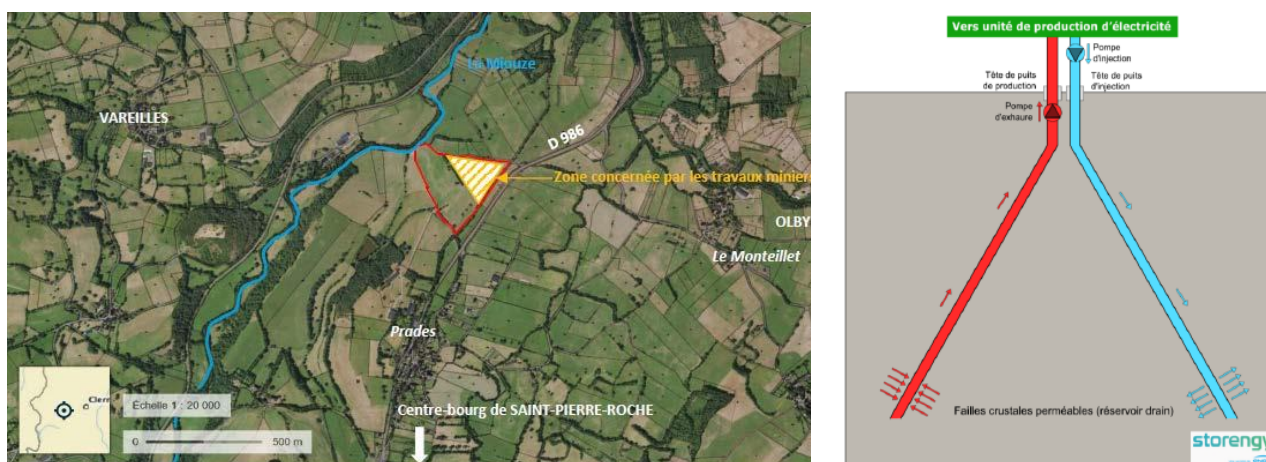 La Miouze
VAREILLES
D 986
Zone concernée par les travaux miniers
OLBY
Le Monteillet
Prades
Cler
Échelle 1 : 20 000
0 500 m
Centre-bourg de SAINT-PIERRE-ROCHE
Vers unité de production d'électricité
Pompe
d'injection
Tête de puits
de production
Tête de puits
d'injection
Pompe
d'exhaure
Failles crustales perméables (réservoir drain)
storengy